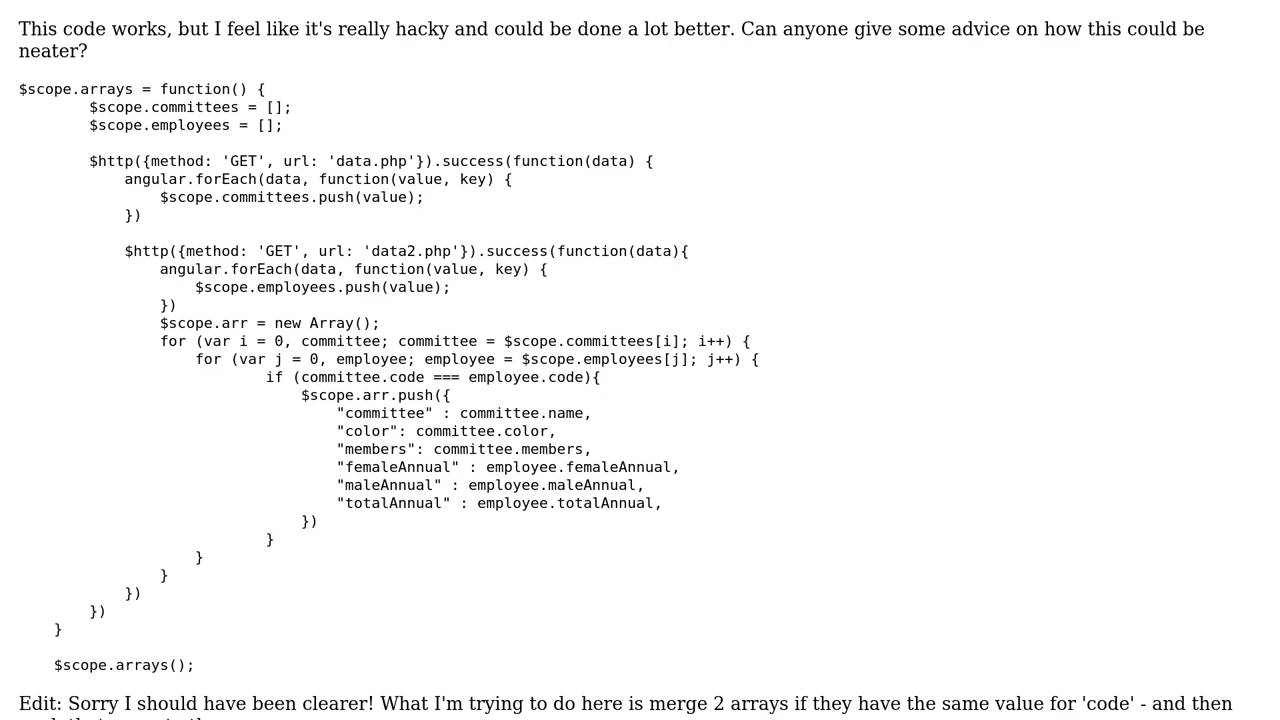 This code works, but I feel like it's really hacky and could be done a lot better. Can anyone give some advice on how this could be
neater?
$scope.arrays = function() {
        $scope.committees = [];
        $scope.employees = [];

        $http({method: 'GET', url: 'data.php'}).success(function(data) {
            angular.forEach(data, function(value, key) {
                $scope.committees.push(value);
            })

            $http({method: 'GET', url: 'data2.php'}).success(function(data){
                angular.forEach(data, function(value, key) {
                    $scope.employees.push(value);
                })
                $scope.arr = new Array();
                for (var i = 0, committee; committee = $scope.committees[i]; i++) {
                    for (var j = 0, employee; employee = $scope.employees[j]; j++) {
                            if (committee.code === employee.code){
                                $scope.arr.push({
                                    "committee" : committee.name,
                                    "color": committee.color,
                                    "members": committee.members,
                                    "femaleAnnual" : employee.femaleAnnual,
                                    "maleAnnual" : employee.maleAnnual,
                                    "totalAnnual" : employee.totalAnnual,
                                })
                            }
                    }
                }
            })
        })
    }

    $scope.arrays();
Edit: Sorry I should have been clearer! What I'm trying to do here is merge 2 arrays if they have the same value for 'code' - and then